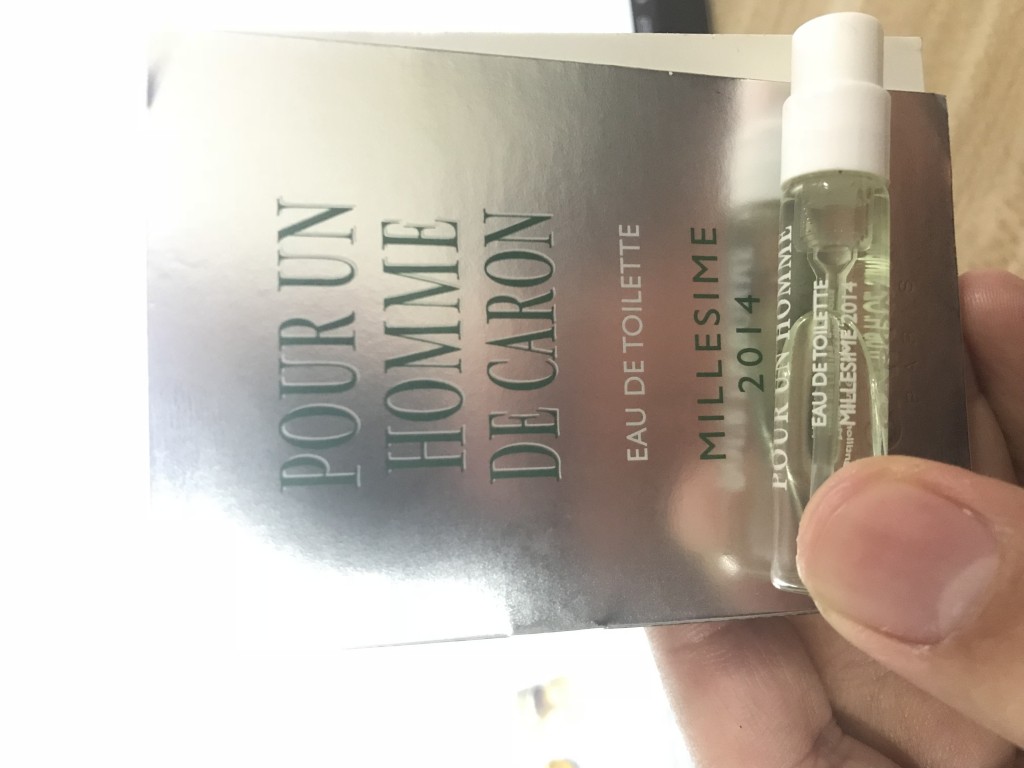 POUR UN
HOMME
DE CARON
EAU DE TOILETTE
MILLESIME
2014
POUR UN HOMME
EAU DE TOILETTE
MILLESIME 2014